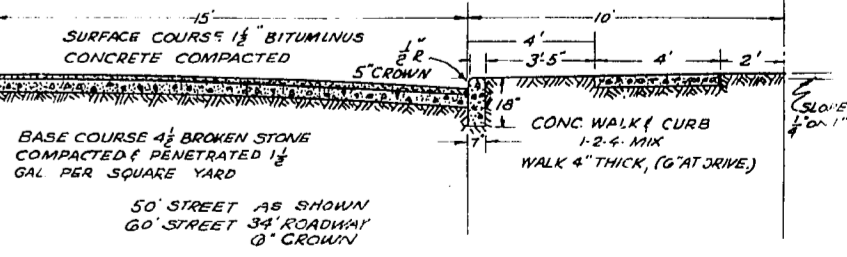 15'
10'
SURFACE COURSE 1½" BITUMINUS
CONCRETE COMPACTED
½" R
5" CROWN
4'
3'-5"
4'
2'
18"
7"
SLOPE
¼" ON 1"
BASE COURSE 4½ BROKEN STONE
COMPACTED & PENETRATED 1½
GAL PER SQUARE YARD
CONC. WALK & CURB
1-2-4 MIX
WALK 4" THICK, (6" AT DRIVE.)
50' STREET AS SHOWN
60' STREET 34' ROADWAY
CROWN